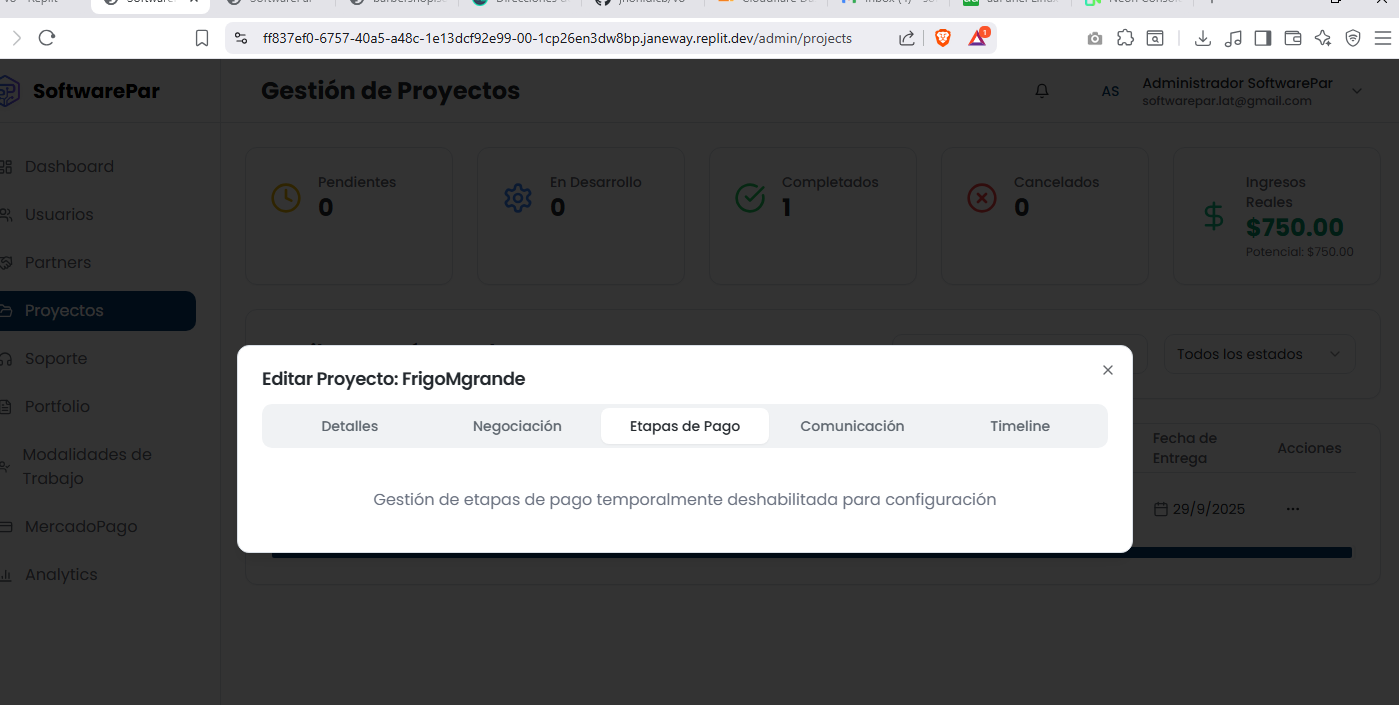 Replit
ff837ef0-6757-40a5-a48c-1e13dcf92e99-00-1cp26en3dw8bp.janeway.replit.dev/admin/projects
1
SoftwarePar
Gestión de Proyectos
AS
Administrador SoftwarePar
softwarepar.lat@gmail.com
Dashboard
Usuarios
Partners
Proyectos
Soporte
Portfolio
Modalidades de
Trabajo
MercadoPago
Analytics
Pendientes
0
En Desarrollo
0
Completados
1
Cancelados
0
Ingresos
Reales
$750.00
Potencial: $750.00
Todos los estados
Editar Proyecto: FrigoMgrande
Detalles
Negociación
Etapas de Pago
Comunicación
Timeline
Gestión de etapas de pago temporalmente deshabilitada para configuración
Fecha de
Entrega
Acciones
29/9/2025